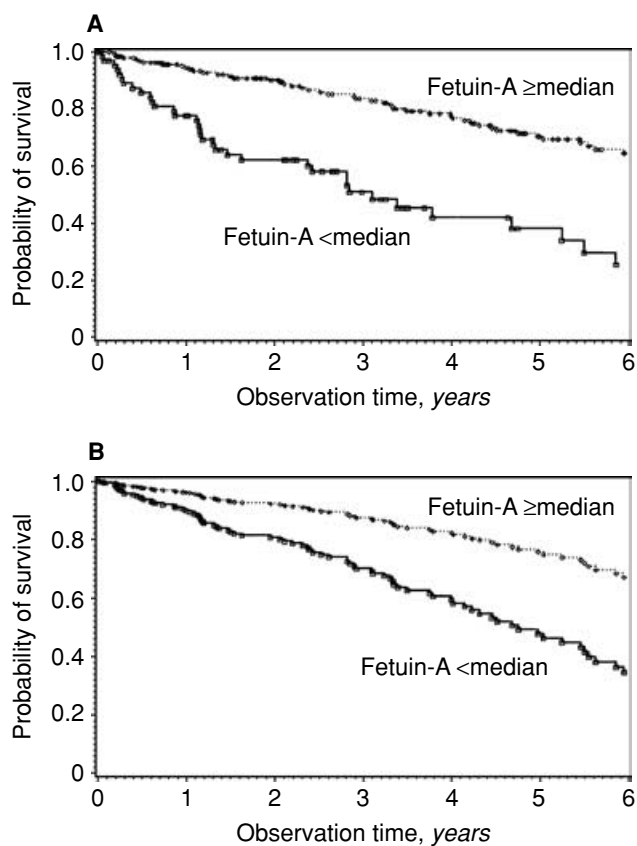 A
Probability of survival
1.0
0.8
0.6
0.4
0.2
0
Fetuin-A ≥median
Fetuin-A <median
0 1 2 3 4 5 6
Observation time, years
B
Probability of survival
1.0
0.8
0.6
0.4
0.2
0
Fetuin-A ≥median
Fetuin-A <median
0 1 2 3 4 5 6
Observation time, years